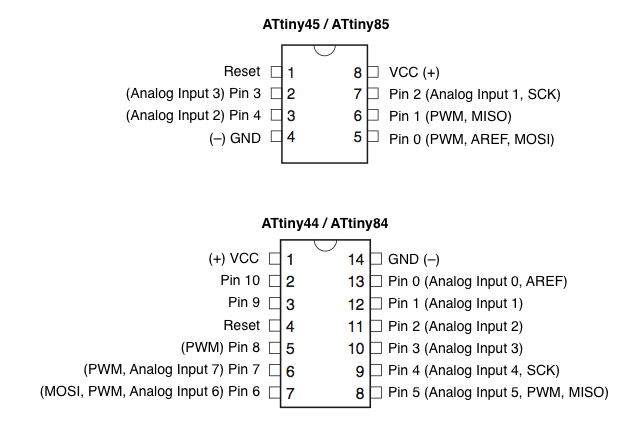 ATtiny45 / ATtiny85
Reset 1 8 VCC (+)
(Analog Input 3) Pin 3 2 7 Pin 2 (Analog Input 1, SCK)
(Analog Input 2) Pin 4 3 6 Pin 1 (PWM, MISO)
(–) GND 4 5 Pin 0 (PWM, AREF, MOSI)
ATtiny44 / ATtiny84
(+) VCC 1 14 GND (–)
Pin 10 2 13 Pin 0 (Analog Input 0, AREF)
Pin 9 3 12 Pin 1 (Analog Input 1)
Reset 4 11 Pin 2 (Analog Input 2)
(PWM) Pin 8 5 10 Pin 3 (Analog Input 3)
(PWM, Analog Input 7) Pin 7 6 9 Pin 4 (Analog Input 4, SCK)
(MOSI, PWM, Analog Input 6) Pin 6 7 8 Pin 5 (Analog Input 5, PWM, MISO)